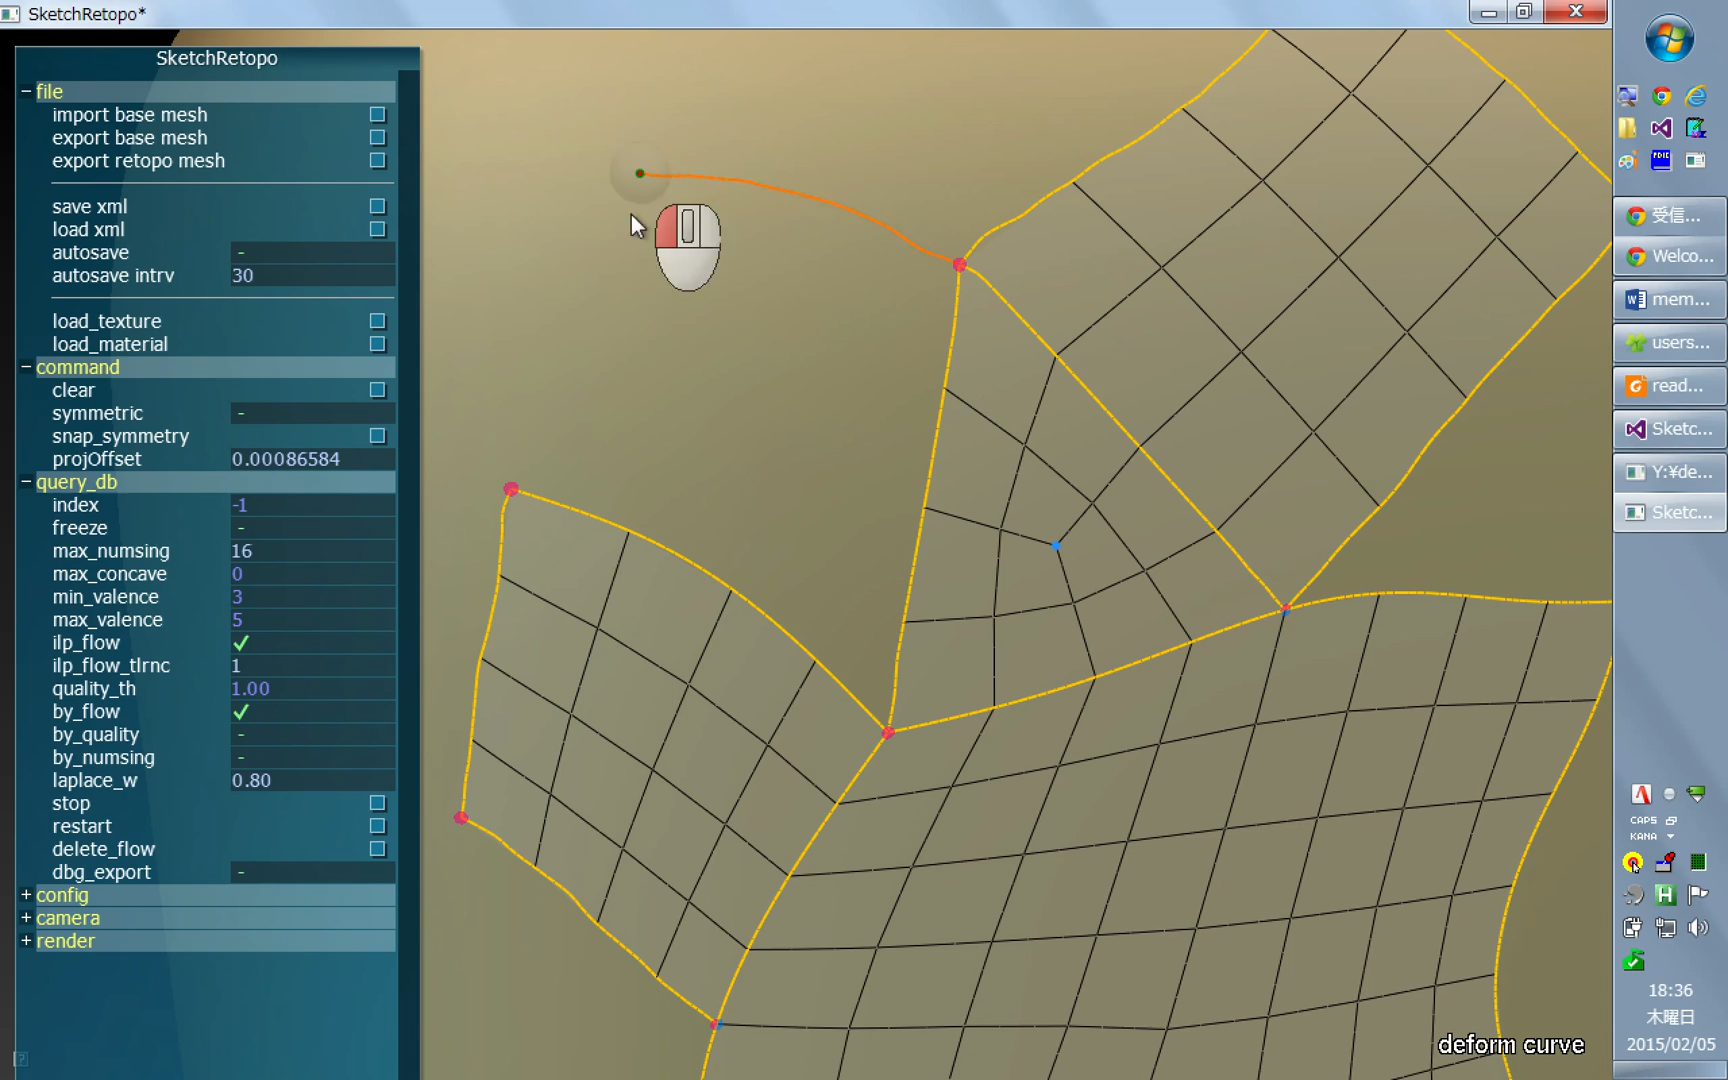 SketchRetopo*
SketchRetopo
file
import base mesh
export base mesh
export retopo mesh
save xml
load xml
autosave -
autosave intrv 30
load_texture
load_material
command
clear
symmetric -
snap_symmetry
projOffset 0.00086584
query_db
index -1
freeze -
max_numsing 16
max_concave 0
min_valence 3
max_valence 5
ilp_flow
ilp_flow_tlrnc 1
quality_th 1.00
by_flow
by_quality -
by_numsing -
laplace_w 0.80
stop
restart
delete_flow
dbg_export -
config
camera
render
deform curve
PDIC
受信...
Welco...
mem...
users...
read...
Sketc...
Y:¥de...
Sketc...
CAPS
KANA
18:36
木曜日
2015/02/05